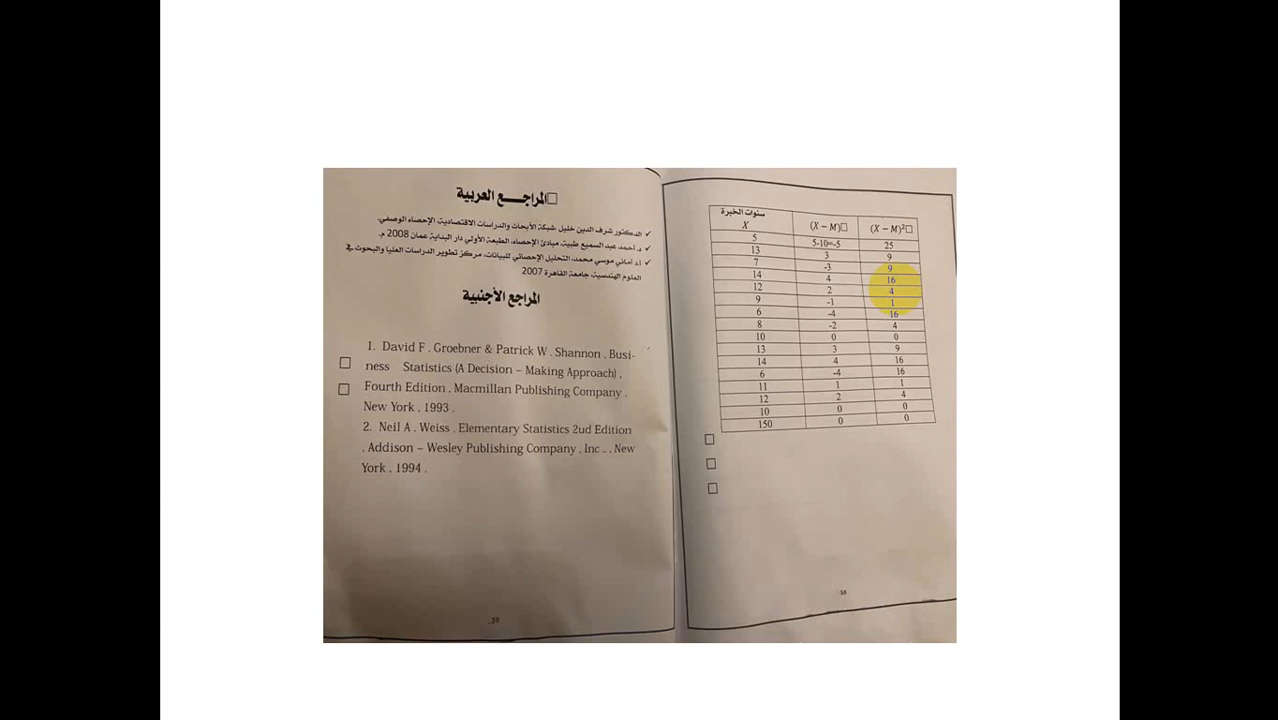 سنوات الخبرة X (X – M)□ (X – M)²□
5 5-10=-5 25
13 3 9
7 -3 9
14 4 16
12 2 4
9 -1 1
6 -4 16
8 -2 4
10 0 0
13 3 9
14 4 16
6 -4 16
11 1 1
12 2 4
10 0 0
150 0 0
58
المراجع العربية
✓ الدكتور شرف الدين خليل, شبكة الأبحاث والدراسات الاقتصادية, الإحصاء الوصفي.
✓ د. أحمد عبد السميع طبية, مبادئ الإحصاء, الطبعة الأولي دار البداية عمان 2008 م.
✓ أ.د أماني موسي محمد, التحليل الإحصائي للبيانات, مركز تطوير الدراسات العليا والبحوث في
العلوم الهندسية, جامعة القاهرة 2007
المراجع الأجنبية
1. David F . Groebner & Patrick W . Shannon , Busi-
ness Statistics (A Decision – Making Approach) ,
Fourth Edition , Macmillan Publishing Company ,
New York , 1993 .
2. Neil A . Weiss , Elementary Statistics 2ud Edition
, Addison – Wesley Publishing Company , Inc . , New
York , 1994 .